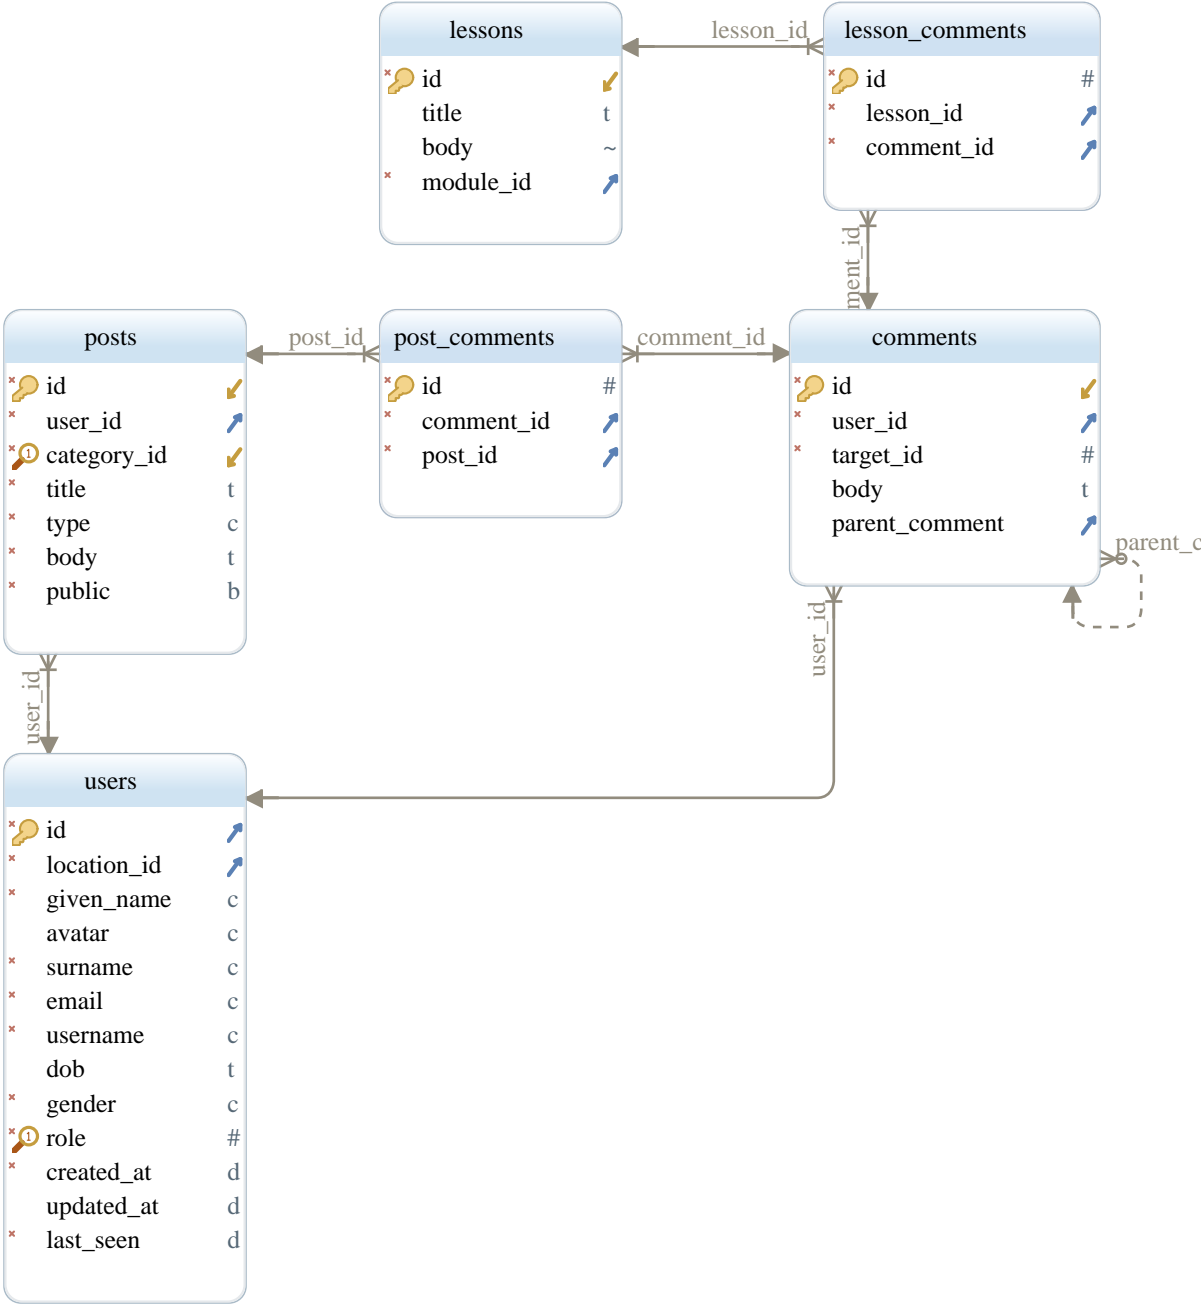 lessons
id
title t
body ~
module_id
lesson_id
lesson_comments
id #
lesson_id
comment_id
ment_id
posts
id
user_id
1 category_id
title t
type c
body t
public b
post_id
post_comments
id #
comment_id
post_id
comment_id
comments
id
user_id
target_id #
body t
parent_comment
parent_c
user_id
user_id
users
id
location_id
given_name c
avatar c
surname c
email c
username c
dob t
gender c
1 role #
created_at d
updated_at d
last_seen d